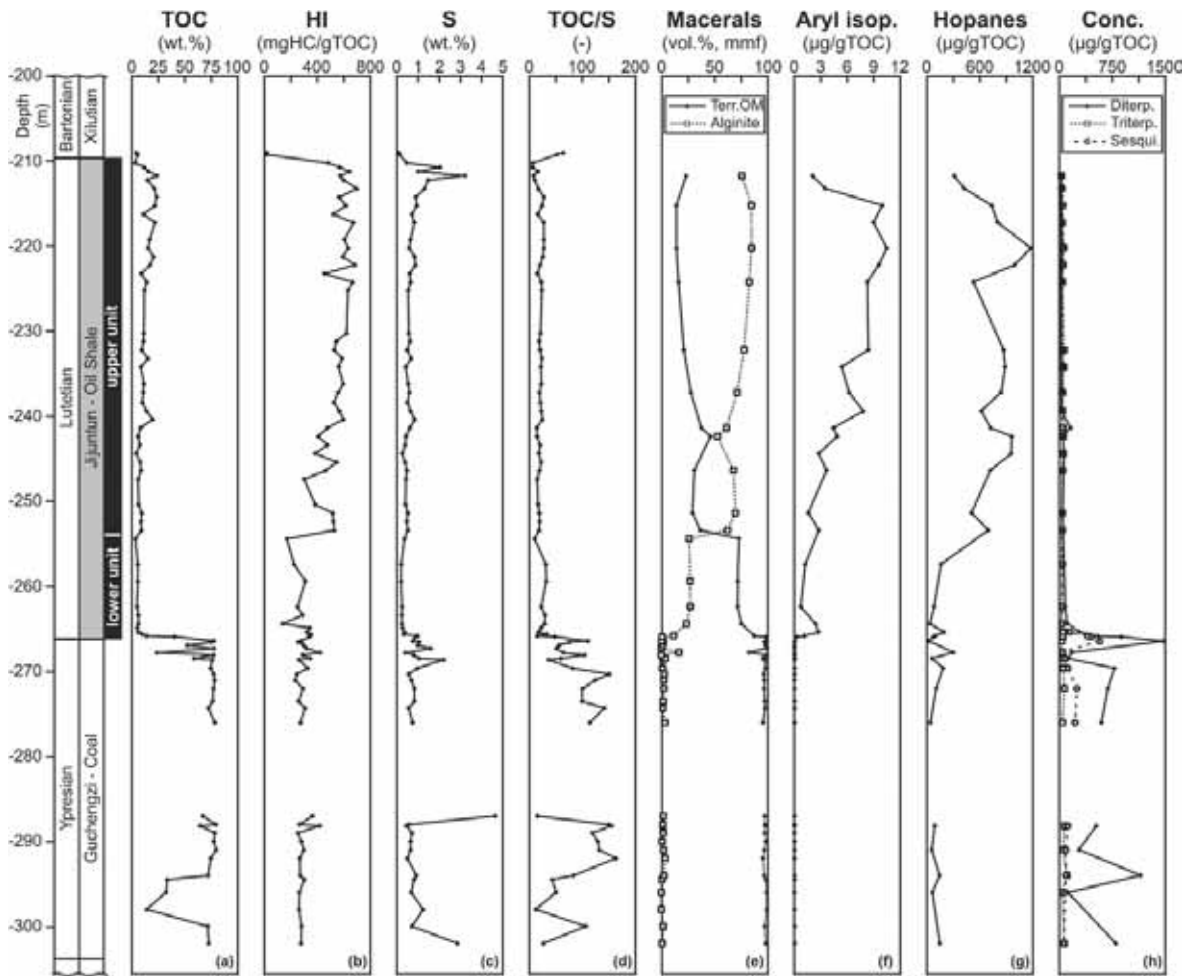 TOC HI S TOC/S Macerals Aryl isop. Hopanes Conc.
(wt.%) (mgHC/gTOC) (wt.%) (-) (vol.%, mmf) (µg/gTOC) (µg/gTOC) (µg/gTOC)
0 25 50 75 100 0 400 800 0 1 2 3 4 5 0 100 200 0 50 100 0 3 6 9 12 0 600 1200 0 750 1500
-200
Depth (m)
Bartonian
Xilutian
Terr.OM
Alginite
Diterp.
Triterp.
Sesqui.
-210
-220
-230
-240
-250
-260
-270
-280
-290
-300
Lutetian
Jijuntun - Oil Shale
upper unit
lower unit
Ypresian
Guchengzi - Coal
(a) (b) (c) (d) (e) (f) (g) (h)